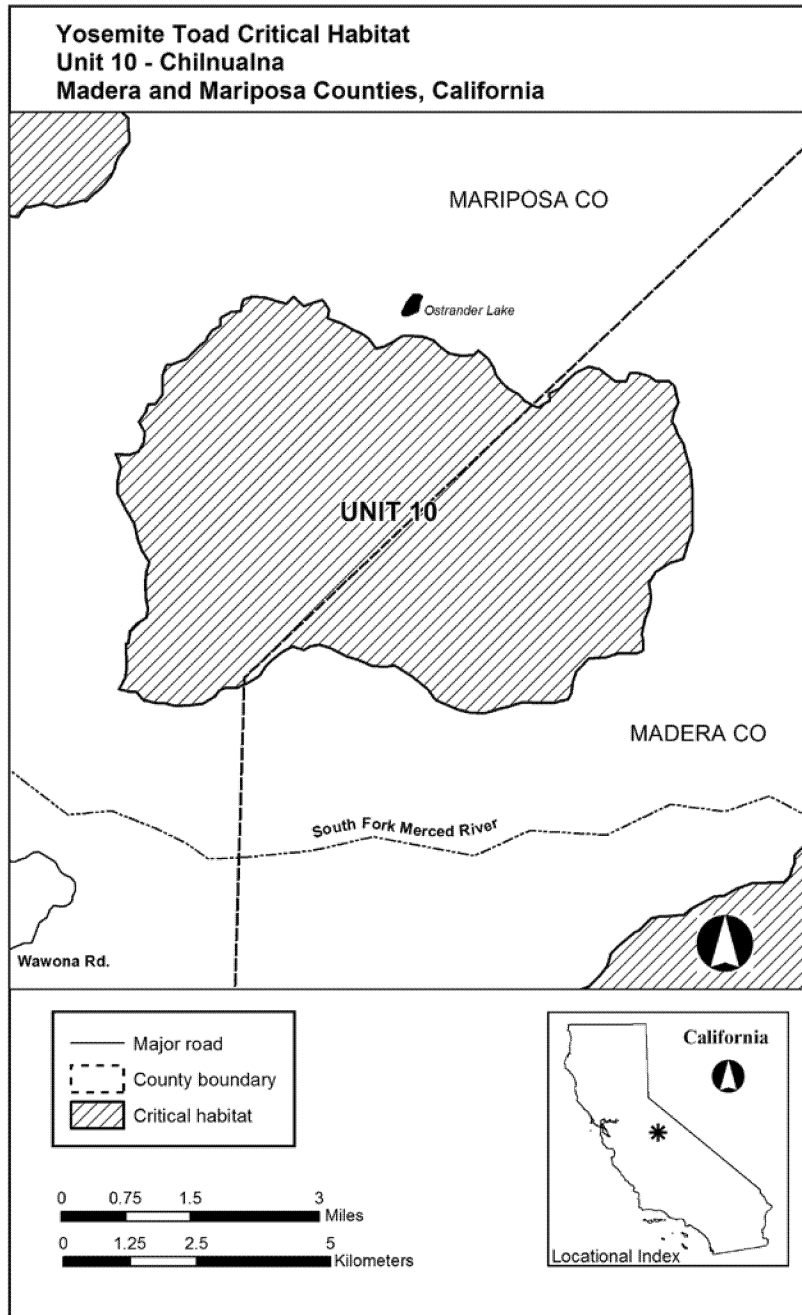 Yosemite Toad Critical Habitat
Unit 10 - Chilnualna
Madera and Mariposa Counties, California
MARIPOSA CO
Ostrander Lake
UNIT 10
MADERA CO
South Fork Merced River
Wawona Rd.
Major road
County boundary
Critical habitat
0 0.75 1.5 3
Miles
0 1.25 2.5 5
Kilometers
California
Locational Index